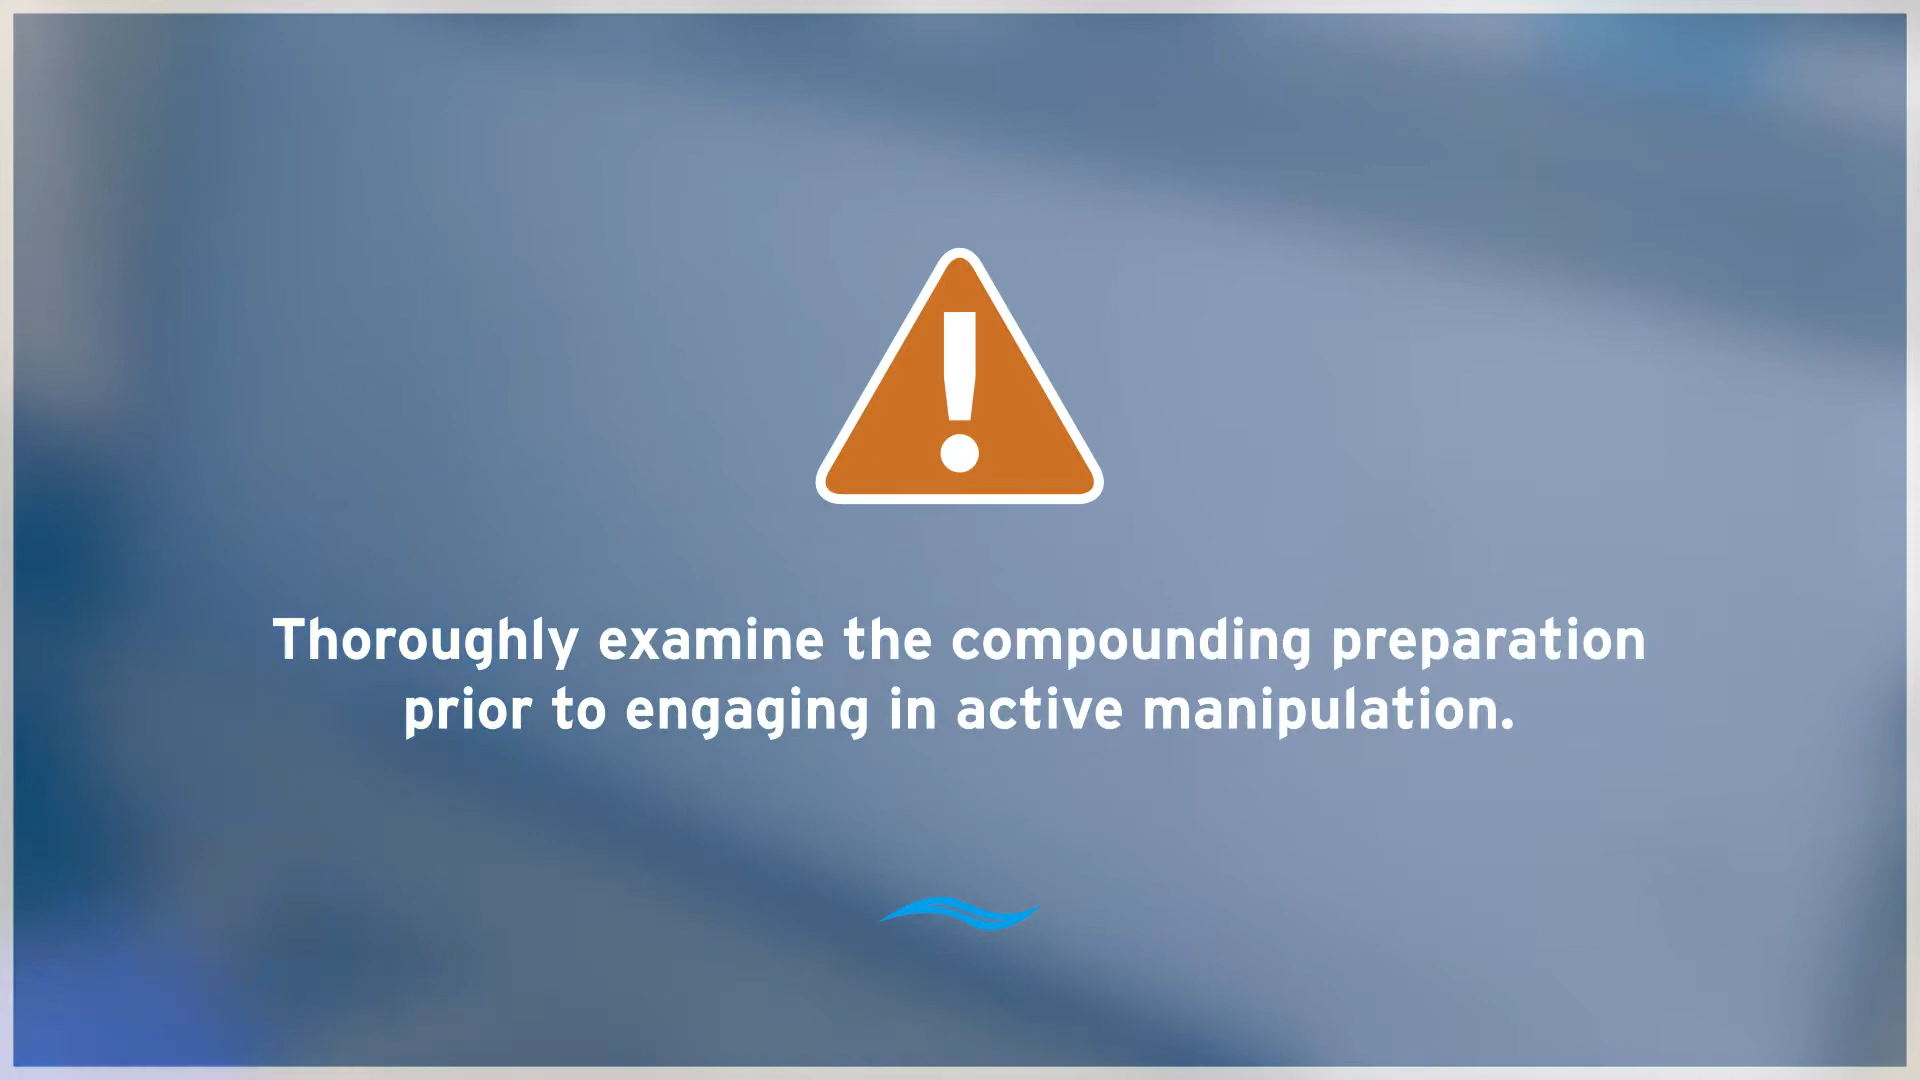 Thoroughly examine the compounding preparation
prior to engaging in active manipulation.